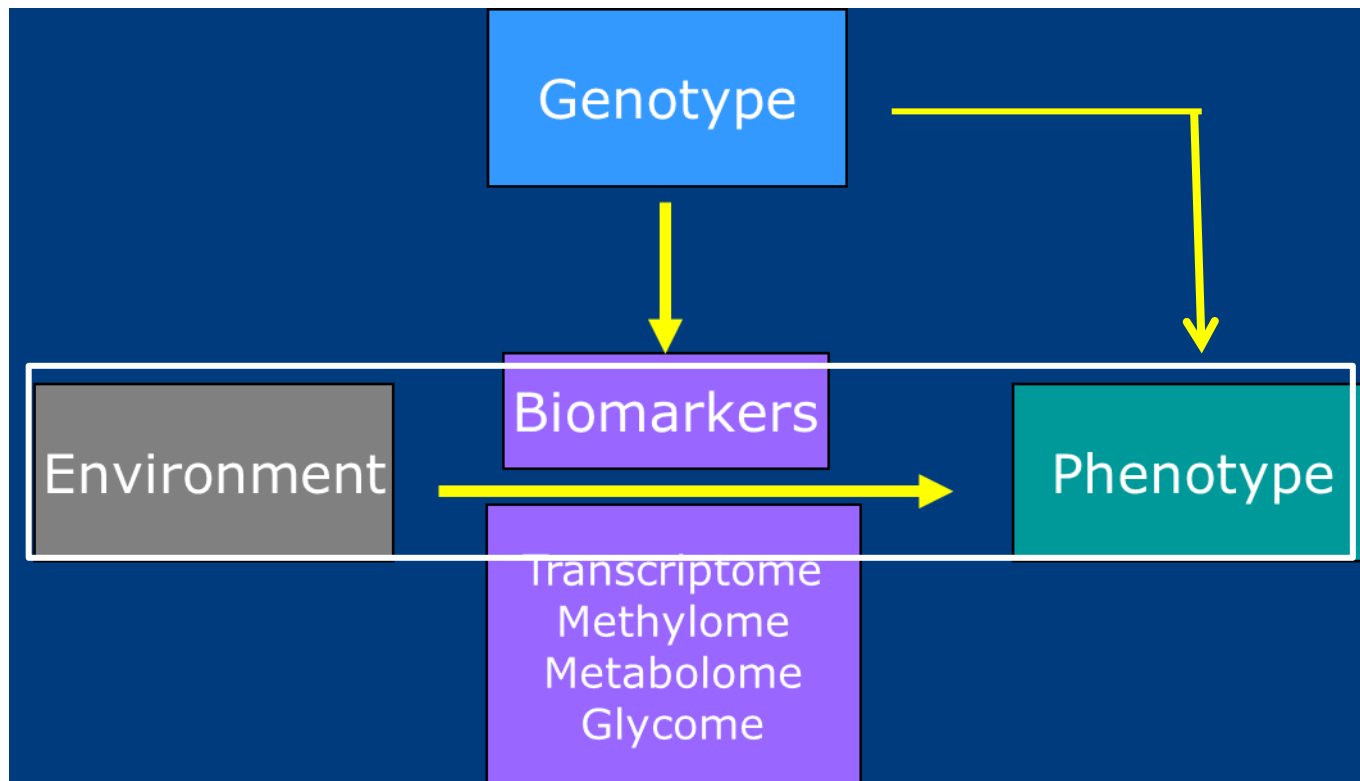 Genotype
Biomarkers
Environment
Phenotype
Transcriptome
Methylome
Metabolome
Glycome